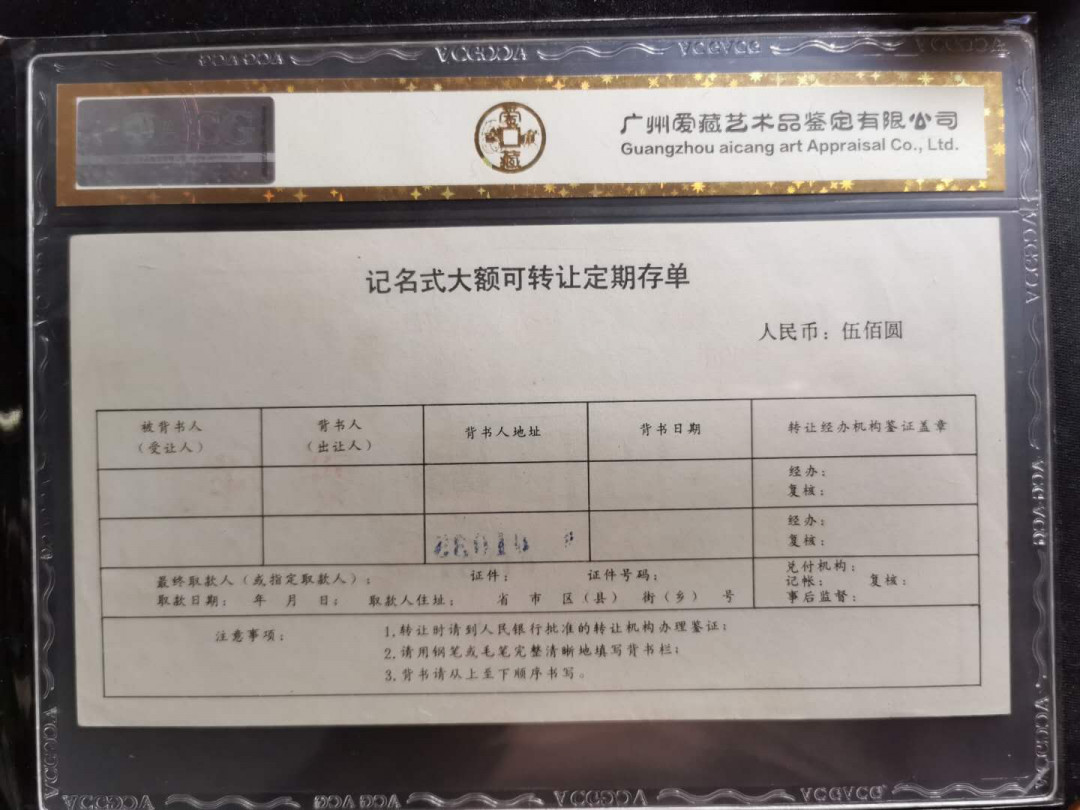 广州爱藏艺术品鉴定有限公司
Guangzhou aicang art Appraisal Co., Ltd.
爱藏
记名式大额可转让定期存单
人民币：伍佰圆
被背书人（受让人） 背书人（出让人） 背书人地址 背书日期 转让经办机构鉴证盖章
经办：
复核：
经办：
复核：
最终取款人（或指定取款人）： 证件： 证件号码：
取款日期： 年 月 日： 取款人住址： 省 市 区（县） 街（乡） 号
兑付机构：
记帐： 复核：
事后监督：
注意事项：
1,转让时请到人民银行批准的转让机构办理鉴证；
2,请用钢笔或毛笔完整清晰地填写背书栏；
3,背书请从上至下顺序书写。